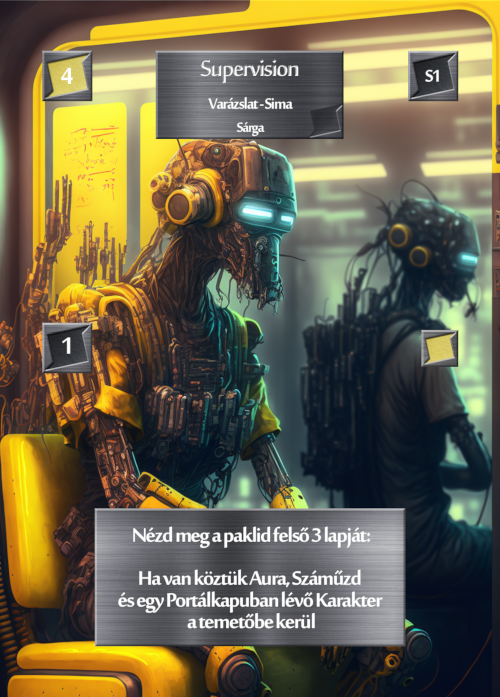 4
Supervision
S1
Varázslat - Sima
Sárga
1
Nézd meg a paklid felső 3 lapját:
Ha van köztük Aura, Száműzd
és egy Portálkapuban lévő Karakter
a temetőbe kerül